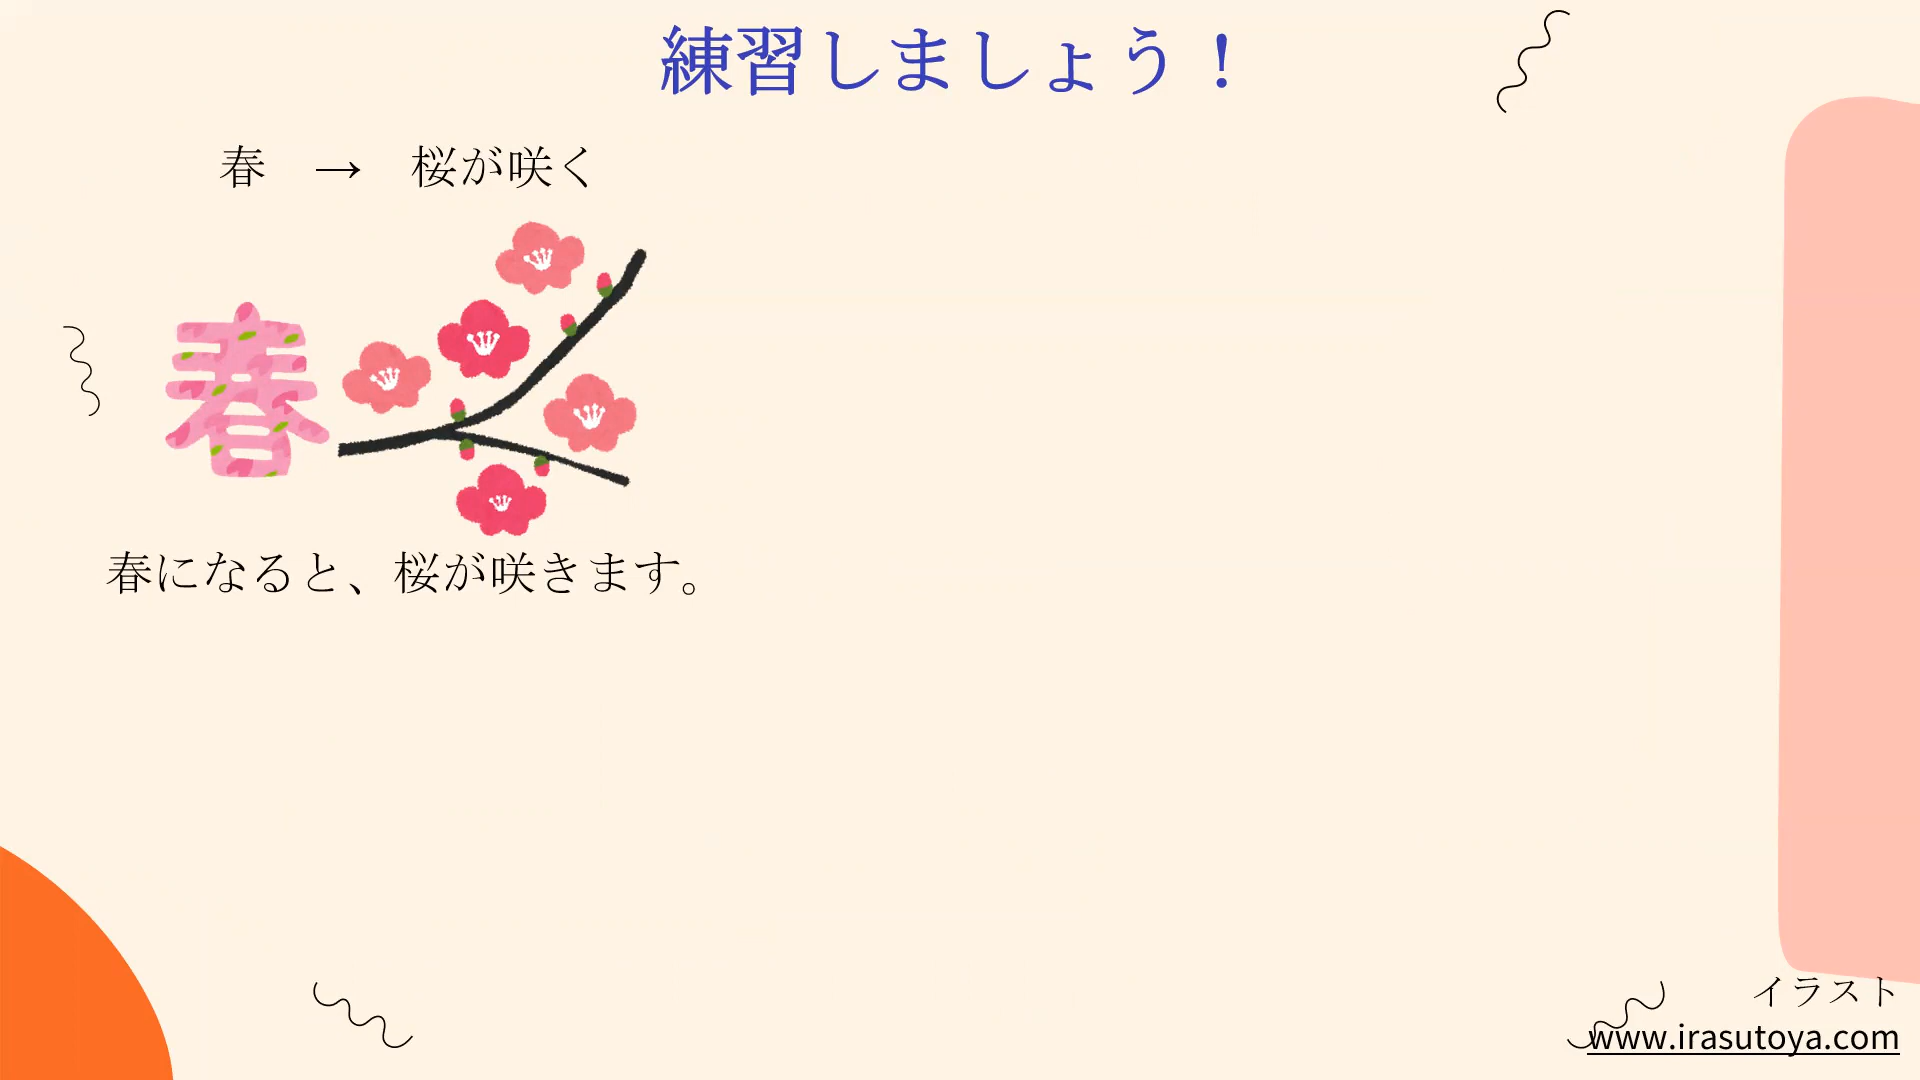 練習しましょう！
春　→　桜が咲く
春
春になると、桜が咲きます。
イラスト
www.irasutoya.com